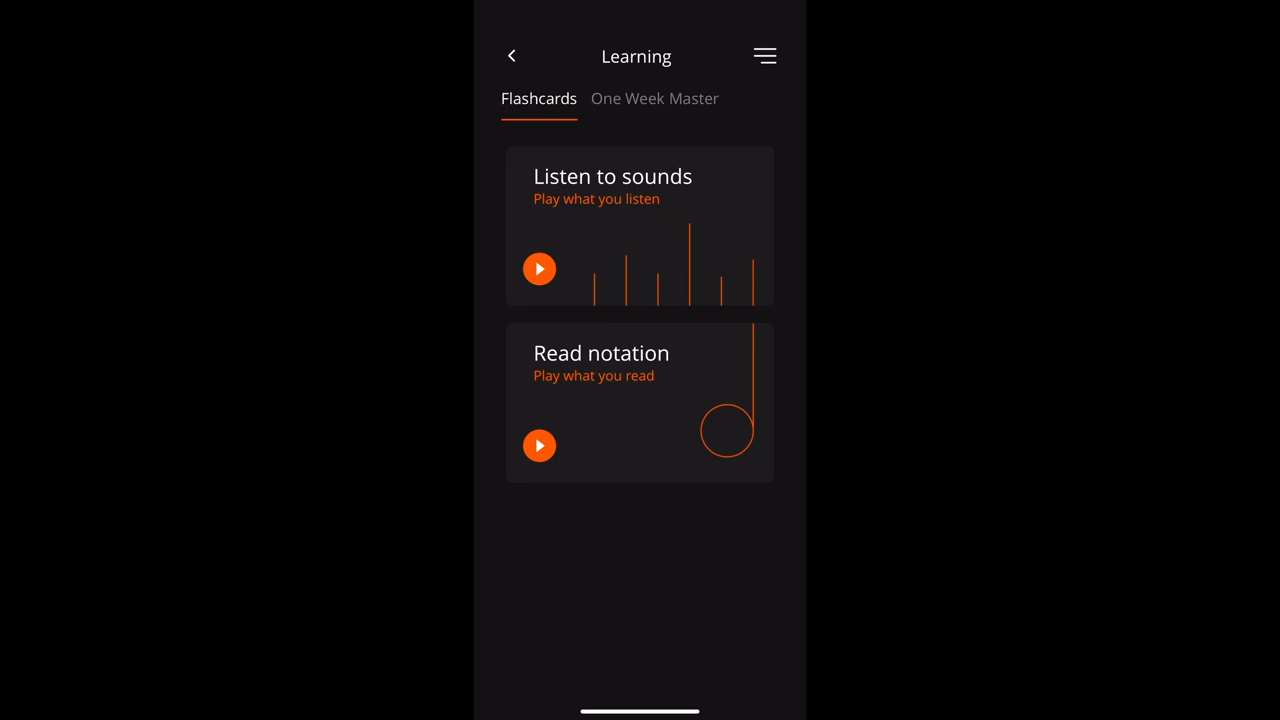 Learning
Flashcards One Week Master
Listen to sounds
Play what you listen
Read notation
Play what you read